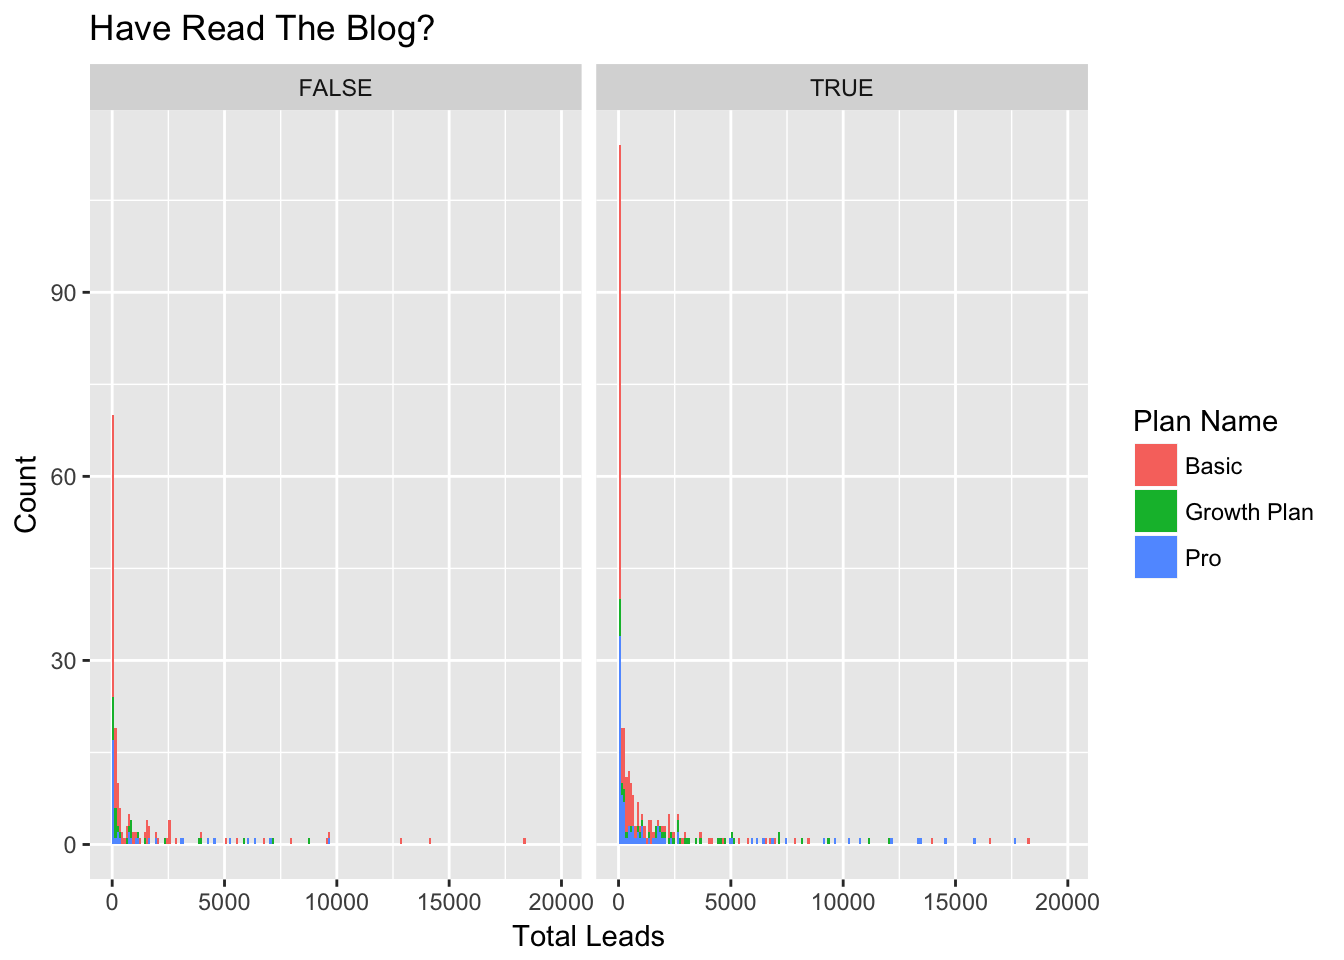 Have Read The Blog?
FALSE
TRUE
90
60
30
0
Count
0 5000 10000 15000 20000
0 5000 10000 15000 20000
Total Leads
Plan Name
Basic
Growth Plan
Pro